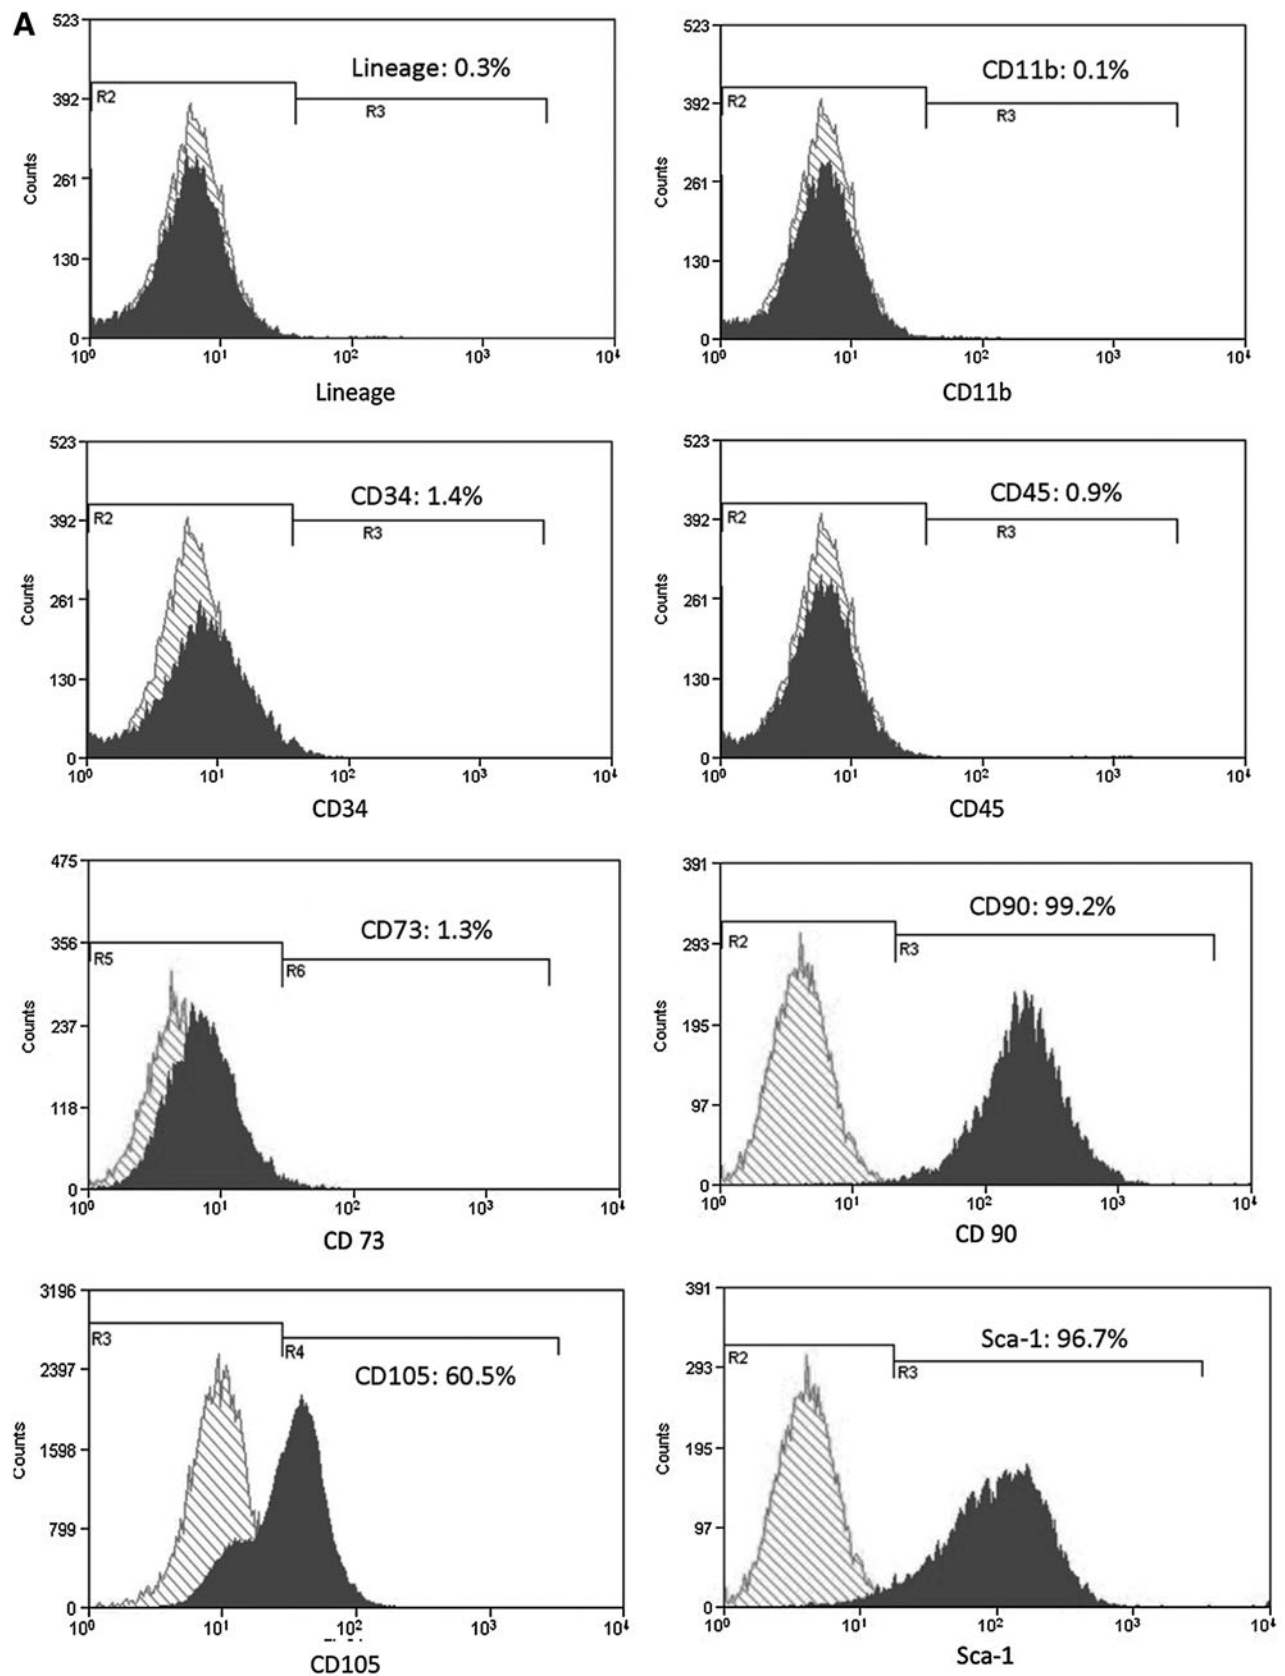 A
523
392
261
130
0
Counts
R2
R3
Lineage: 0.3%
10⁰ 10¹ 10² 10³ 10⁴
Lineage
523
392
261
130
0
Counts
R2
R3
CD11b: 0.1%
10⁰ 10¹ 10² 10³ 10⁴
CD11b
523
392
261
130
0
Counts
R2
R3
CD34: 1.4%
10⁰ 10¹ 10² 10³ 10⁴
CD34
523
392
261
130
0
Counts
R2
R3
CD45: 0.9%
10⁰ 10¹ 10² 10³ 10⁴
CD45
475
356
237
118
0
Counts
R5
R6
CD73: 1.3%
10⁰ 10¹ 10² 10³ 10⁴
CD 73
391
293
195
97
0
Counts
R2
R3
CD90: 99.2%
10⁰ 10¹ 10² 10³ 10⁴
CD 90
3196
2397
1598
799
0
Counts
R3
R4
CD105: 60.5%
10⁰ 10¹ 10² 10³ 10⁴
CD105
391
293
195
97
0
Counts
R2
R3
Sca-1: 96.7%
10⁰ 10¹ 10² 10³ 10⁴
Sca-1